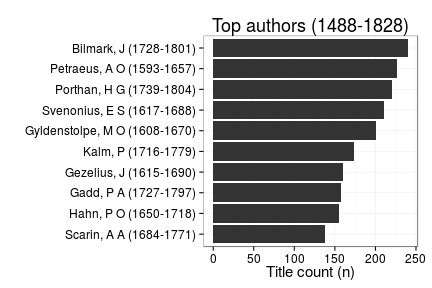 Top authors (1488-1828)
Bilmark, J (1728-1801)
Petraeus, A O (1593-1657)
Porthan, H G (1739-1804)
Svenonius, E S (1617-1688)
Gyldenstolpe, M O (1608-1670)
Kalm, P (1716-1779)
Gezelius, J (1615-1690)
Gadd, P A (1727-1797)
Hahn, P O (1650-1718)
Scarin, A A (1684-1771)
0 50 100 150 200 250
Title count (n)